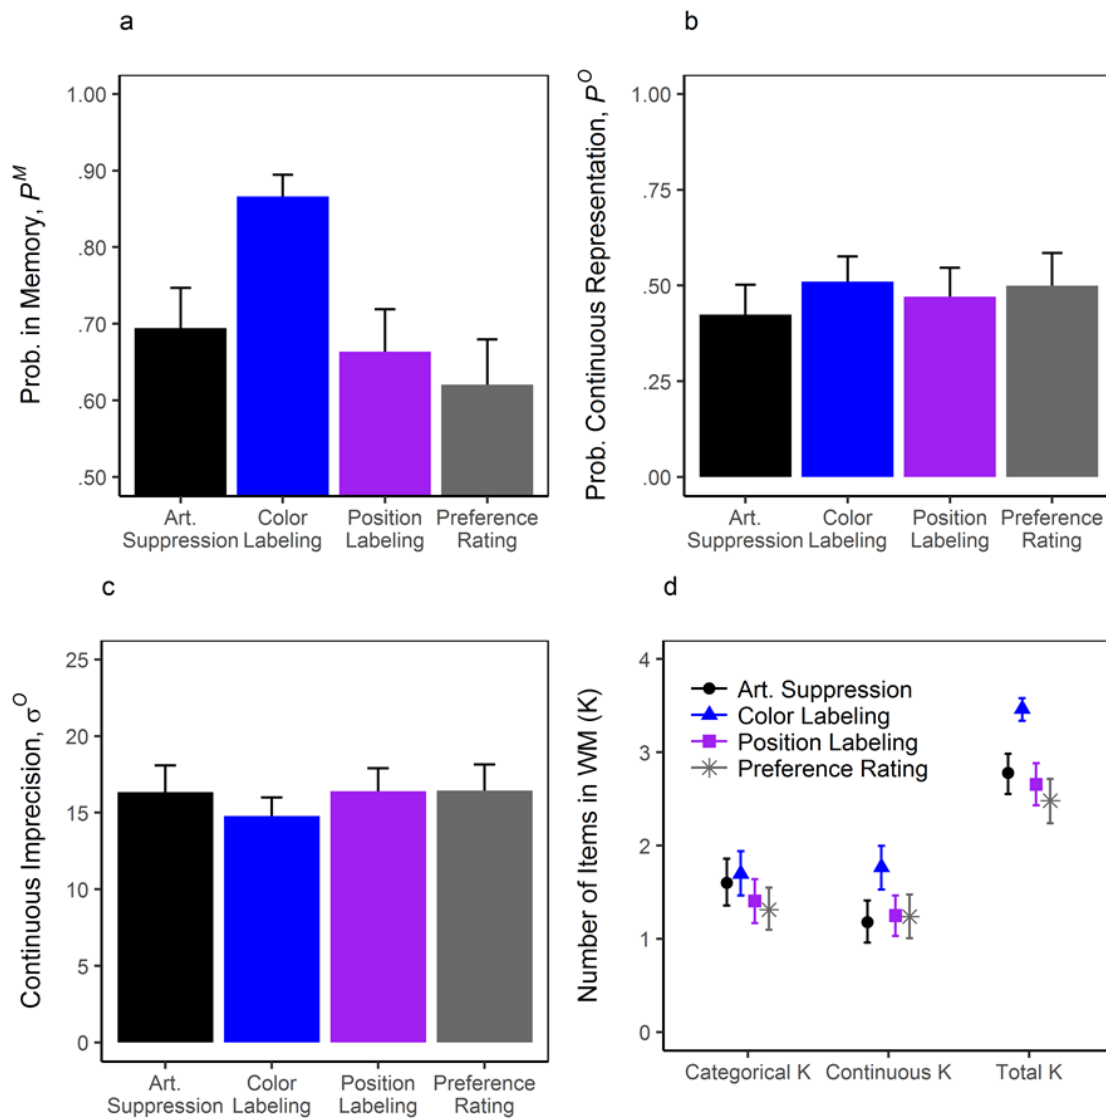 a
Prob. in Memory, P^M
1.00
.90
.80
.70
.60
.50
Art. Suppression
Color Labeling
Position Labeling
Preference Rating
b
Prob. Continuous Representation, P^O
1.00
.75
.50
.25
.00
Art. Suppression
Color Labeling
Position Labeling
Preference Rating
c
Continuous Imprecision, σ^O
25
20
15
10
5
0
Art. Suppression
Color Labeling
Position Labeling
Preference Rating
d
Number of Items in WM (K)
4
3
2
1
0
Art. Suppression
Color Labeling
Position Labeling
Preference Rating
Categorical K
Continuous K
Total K